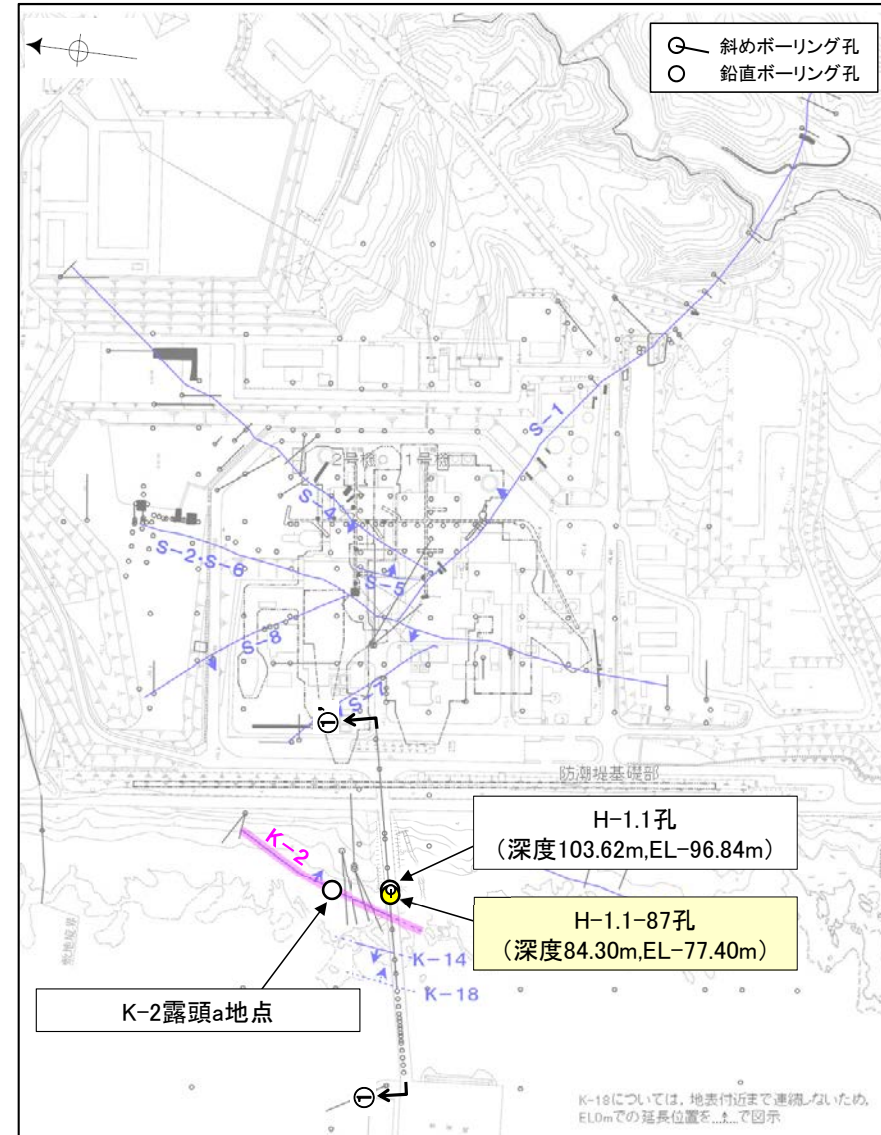 斜めボーリング孔
鉛直ボーリング孔
S-1
2号機
1号機
S-4
S-2・S-6
S-5
S-8
S-7
①'
防潮堤基礎部
K-2
H-1.1孔
(深度103.62m,EL-96.84m)
H-1.1-87孔
(深度84.30m,EL-77.40m)
敷地境界
K-14
K-18
K-2露頭a地点
①
K-18については，地表付近まで連続しないため，
EL0mでの延長位置を
で図示